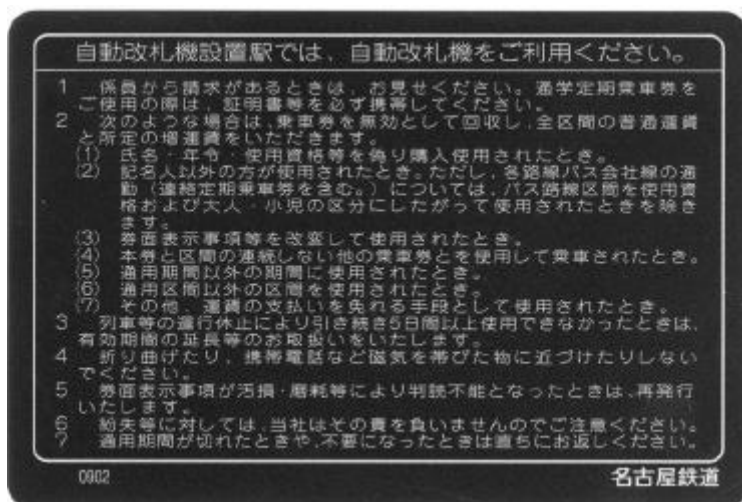 自動改札機設置駅では、自動改札機をご利用ください。
1 係員から請求があるときは、お見せください。通学定期乗車券を
ご使用の際は、証明書等を必ず携帯してください。
2 次のような場合は、乗車券を無効として回収し、全区間の普通運賃
と所定の増運賃をいただきます。
(1) 氏名・年令・使用資格等を偽り購入使用されたとき。
(2) 記名人以外の方が使用されたとき。ただし、各路線バス会社線の通
勤(連絡定期乗車券を含む。)については、バス路線区間を使用資
格および大人・小児の区分にしたがって使用されたときを除き
ます。
(3) 券面表示事項等を改変して使用されたとき。
(4) 本券と区間の連続しない他の乗車券とを使用して乗車されたとき。
(5) 通用期間以外の期間に使用されたとき。
(6) 通用区間以外の区間を使用されたとき。
(7) その他、運賃の支払いを免れる手段として使用されたとき。
3 列車等の運行休止により引き続き5日間以上使用できなかったときは、
有効期間の延長等のお取扱いをいたします。
4 折り曲げたり、携帯電話など磁気を帯びた物に近づけたりしない
でください。
5 券面表示事項が汚損・磨耗等により判読不能となったときは、再発行
いたします。
6 紛失等に対しては、当社はその責を負いませんのでご注意ください。
7 通用期間が切れたときや、不要になったときは直ちにお返しください。
0902
名古屋鉄道